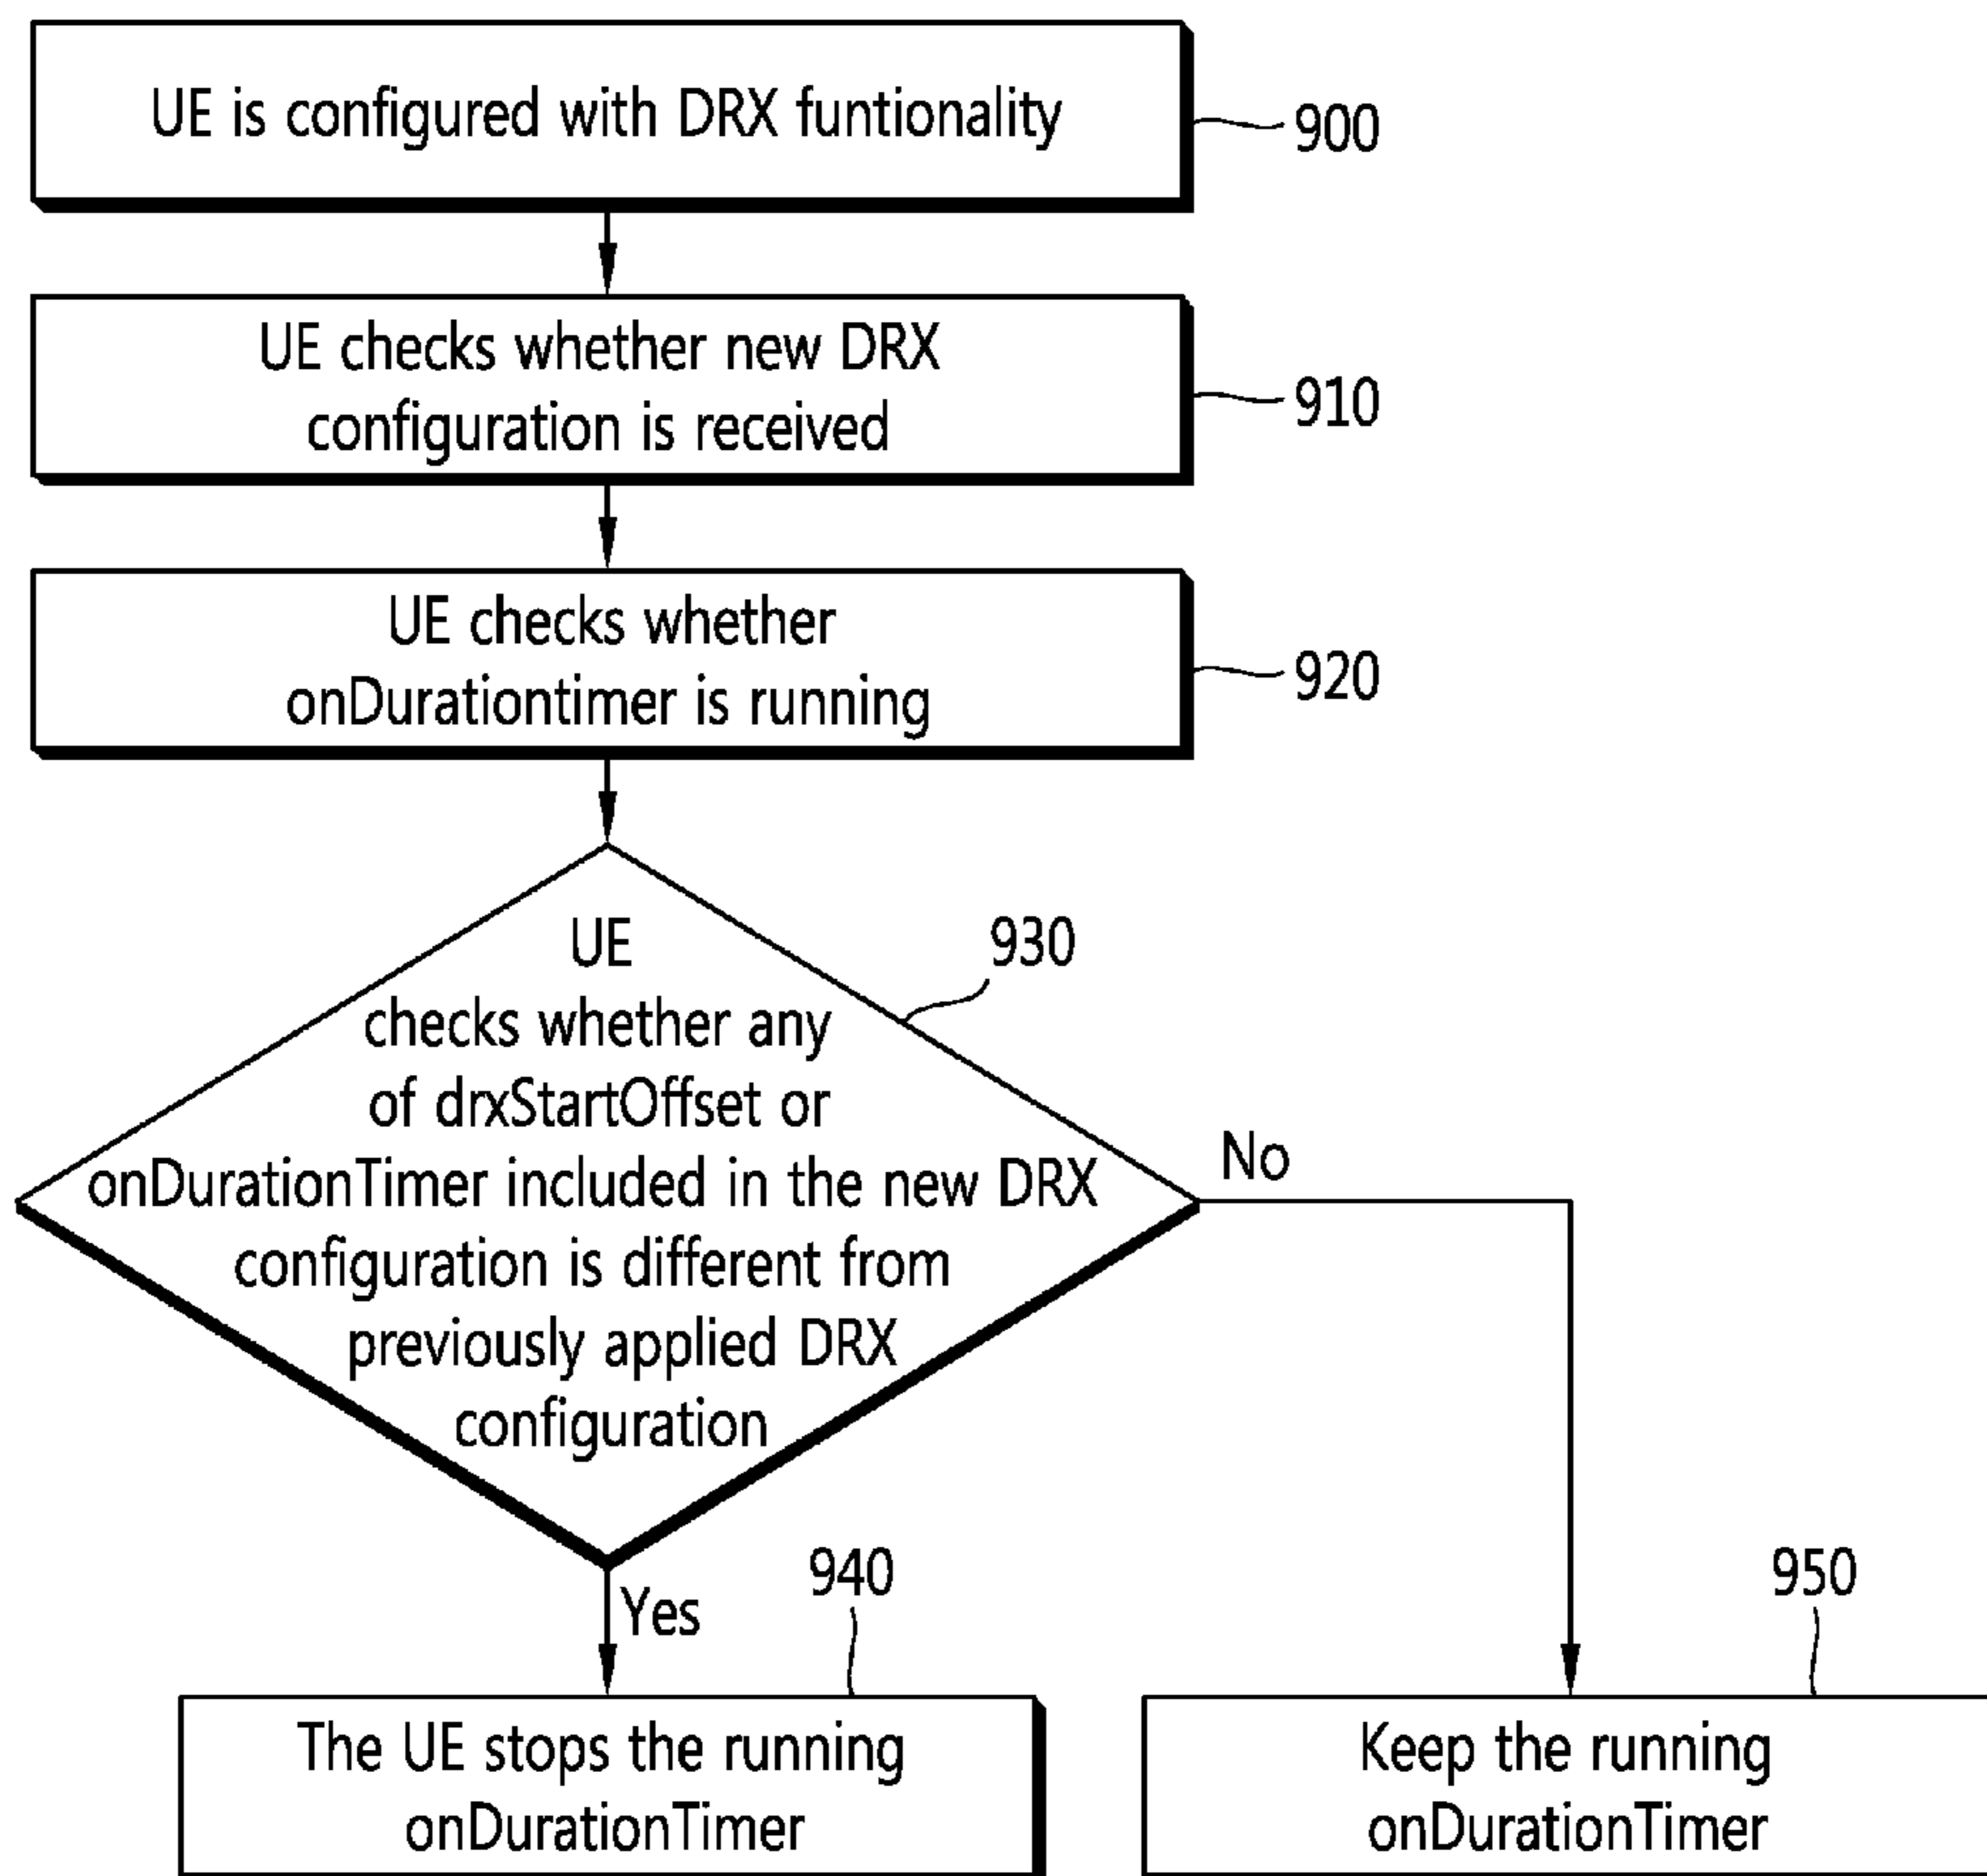 UE is configured with DRX funtionality
900
UE checks whether new DRX
configuration is received
910
UE checks whether
onDurationtimer is running
920
930
UE
checks whether any
of drxStartOffset or
onDurationTimer included in the new DRX
configuration is different from
previously applied DRX
configuration
No
Yes
940
950
The UE stops the running
onDurationTimer
Keep the running
onDurationTimer